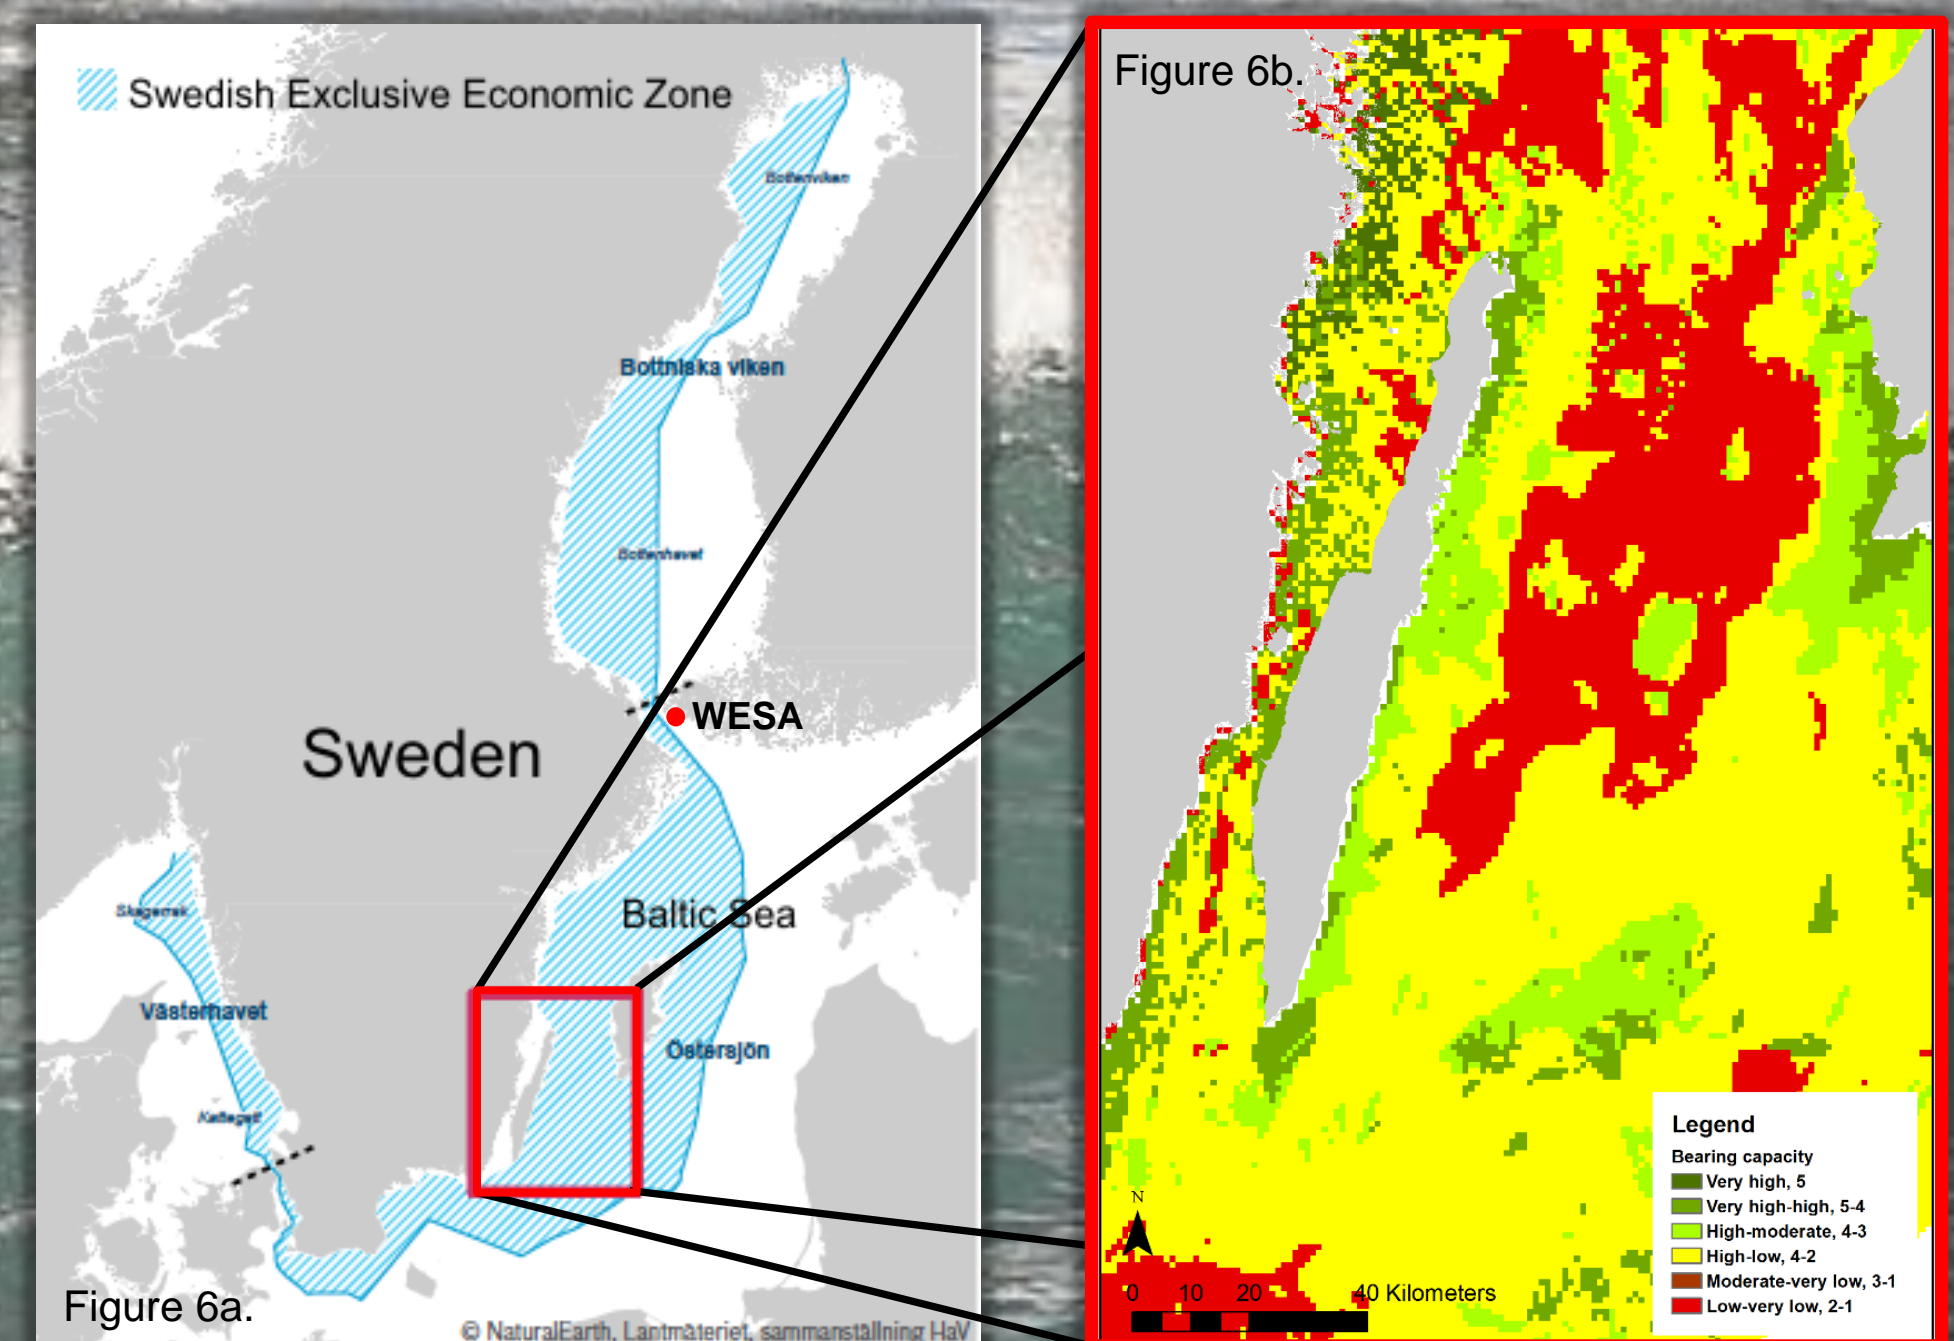 Swedish Exclusive Economic Zone
Bottenviken
Bottniska viken
Bottenhavet
WESA
Sweden
Baltic Sea
Skagerrak
Västerhavet
Östersjön
Kattegatt
Figure 6a.
© NaturalEarth, Lantmäteriet, sammanställning HaV
Figure 6b.
Legend
Bearing capacity
Very high, 5
Very high-high, 5-4
High-moderate, 4-3
High-low, 4-2
Moderate-very low, 3-1
Low-very low, 2-1
N
0 10 20 40 Kilometers